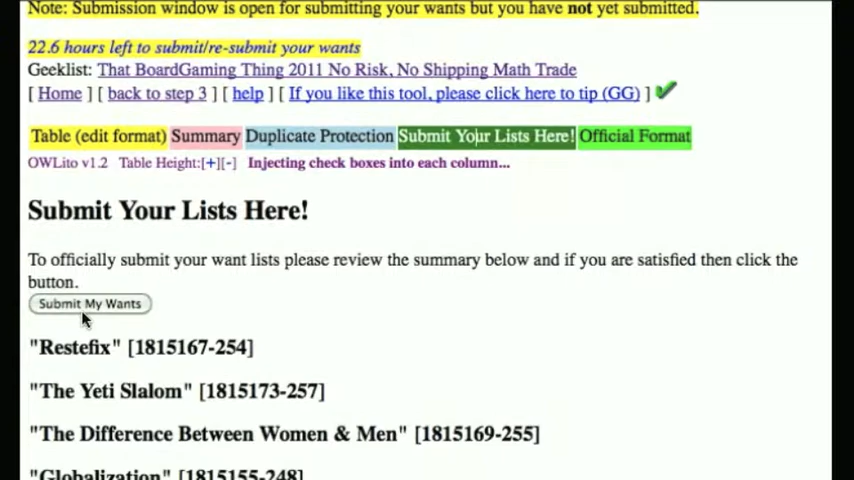 Note: Submission window is open for submitting your wants but you have not yet submitted.
22.6 hours left to submit/re-submit your wants
Geeklist: That BoardGaming Thing 2011 No Risk, No Shipping Math Trade
[ Home ] [ back to step 3 ] [ help ] [ If you like this tool, please click here to tip (GG) ]
Table (edit format) Summary Duplicate Protection Submit Your Lists Here! Official Format
OWLito v1.2 Table Height:[+][-] Injecting check boxes into each column...
Submit Your Lists Here!
To officially submit your want lists please review the summary below and if you are satisfied then click the
button.
Submit My Wants
"Restefix" [1815167-254]
"The Yeti Slalom" [1815173-257]
"The Difference Between Women & Men" [1815169-255]
"Globalization" [1815155-248]